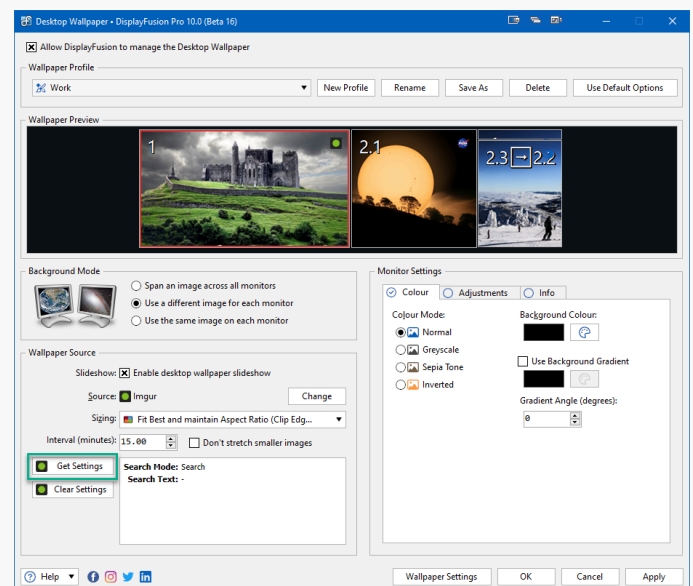 Desktop Wallpaper • DisplayFusion Pro 10.0 (Beta 16)
Allow DisplayFusion to manage the Desktop Wallpaper
Wallpaper Profile
Work
New Profile
Rename
Save As
Delete
Use Default Options
Wallpaper Preview
1
2.1
2.3 → 2.2
Background Mode
Span an image across all monitors
Use a different image for each monitor
Use the same image on each monitor
Monitor Settings
Colour
Adjustments
Info
Colour Mode:
Normal
Greyscale
Sepia Tone
Inverted
Background Colour:
Use Background Gradient
Gradient Angle (degrees):
0
Wallpaper Source
Slideshow: Enable desktop wallpaper slideshow
Source: Imgur
Change
Sizing: Fit Best and maintain Aspect Ratio (Clip Edg...
Interval (minutes): 15.00 Don't stretch smaller images
Get Settings
Clear Settings
Search Mode: Search
Search Text: -
Help
Wallpaper Settings
OK
Cancel
Apply